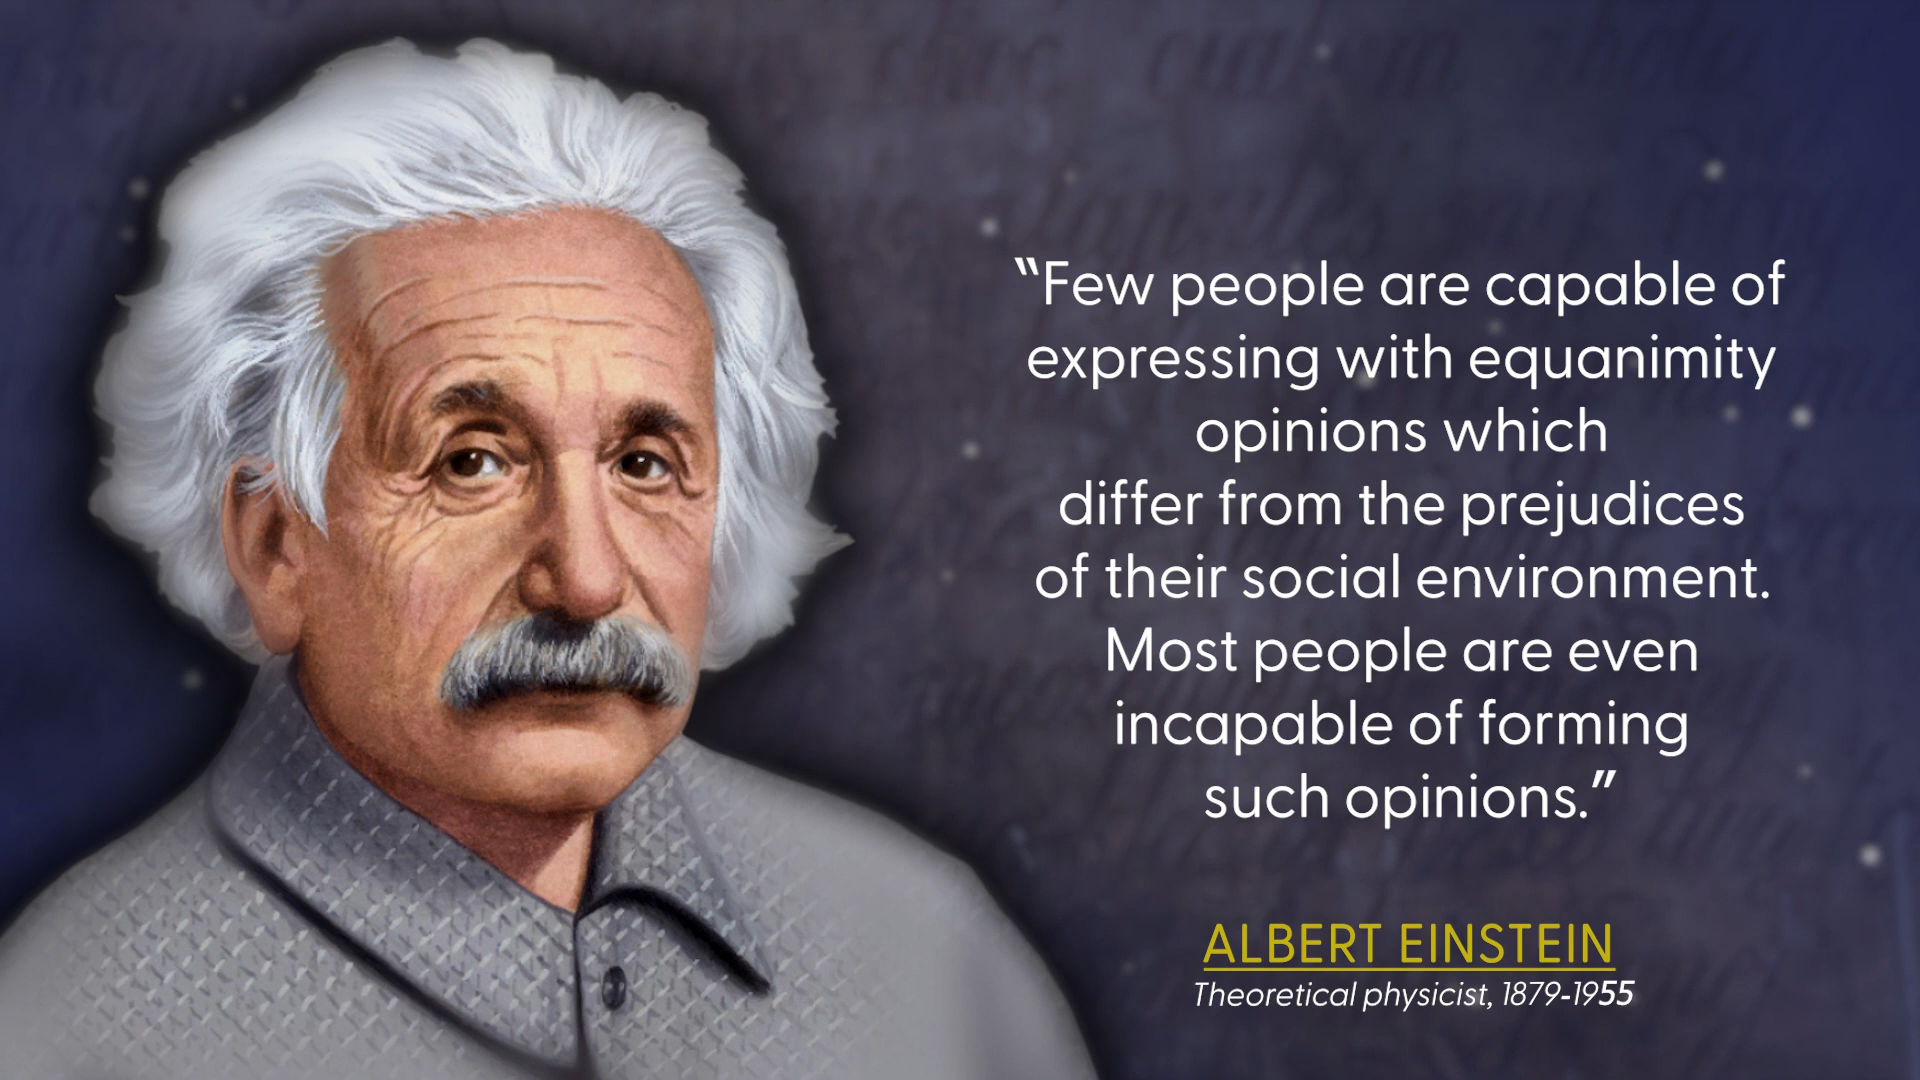 “Few people are capable of
expressing with equanimity
opinions which
differ from the prejudices
of their social environment.
Most people are even
incapable of forming
such opinions.”
ALBERT EINSTEIN
Theoretical physicist, 1879-1955